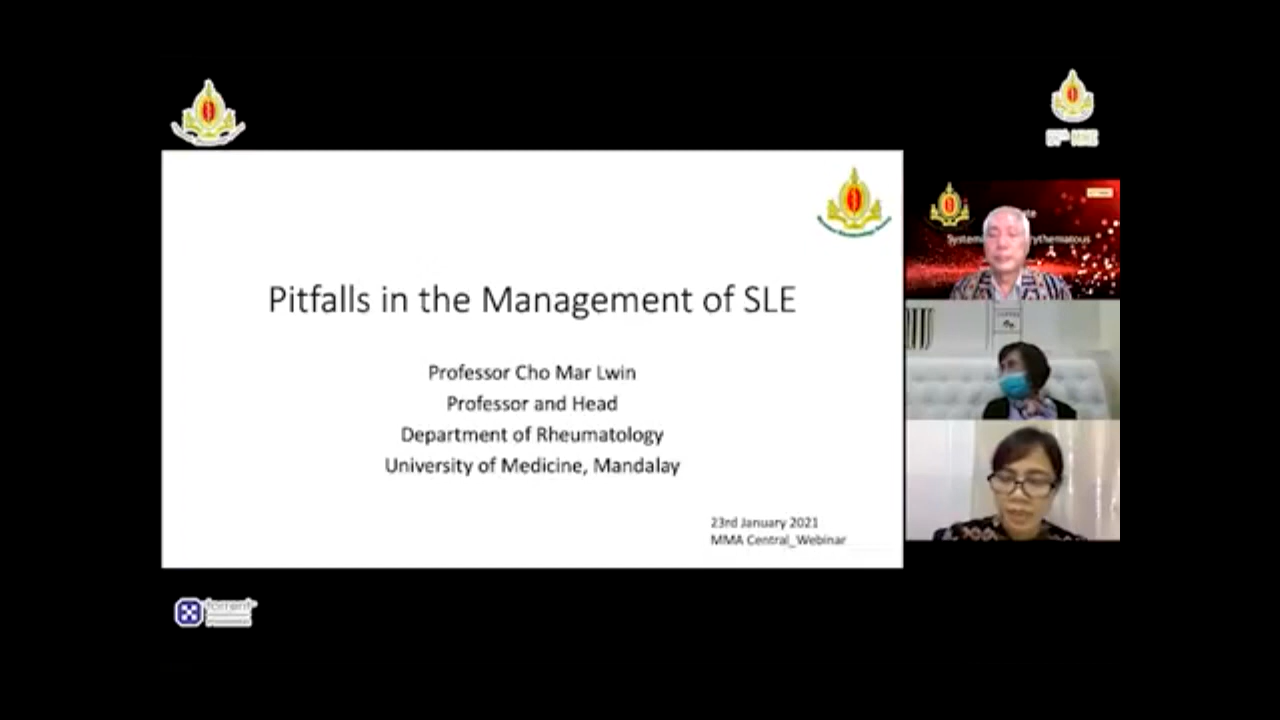 Pitfalls in the Management of SLE
Professor Cho Mar Lwin
Professor and Head
Department of Rheumatology
University of Medicine, Mandalay
23rd January 2021
MMA Central_Webinar
torrent